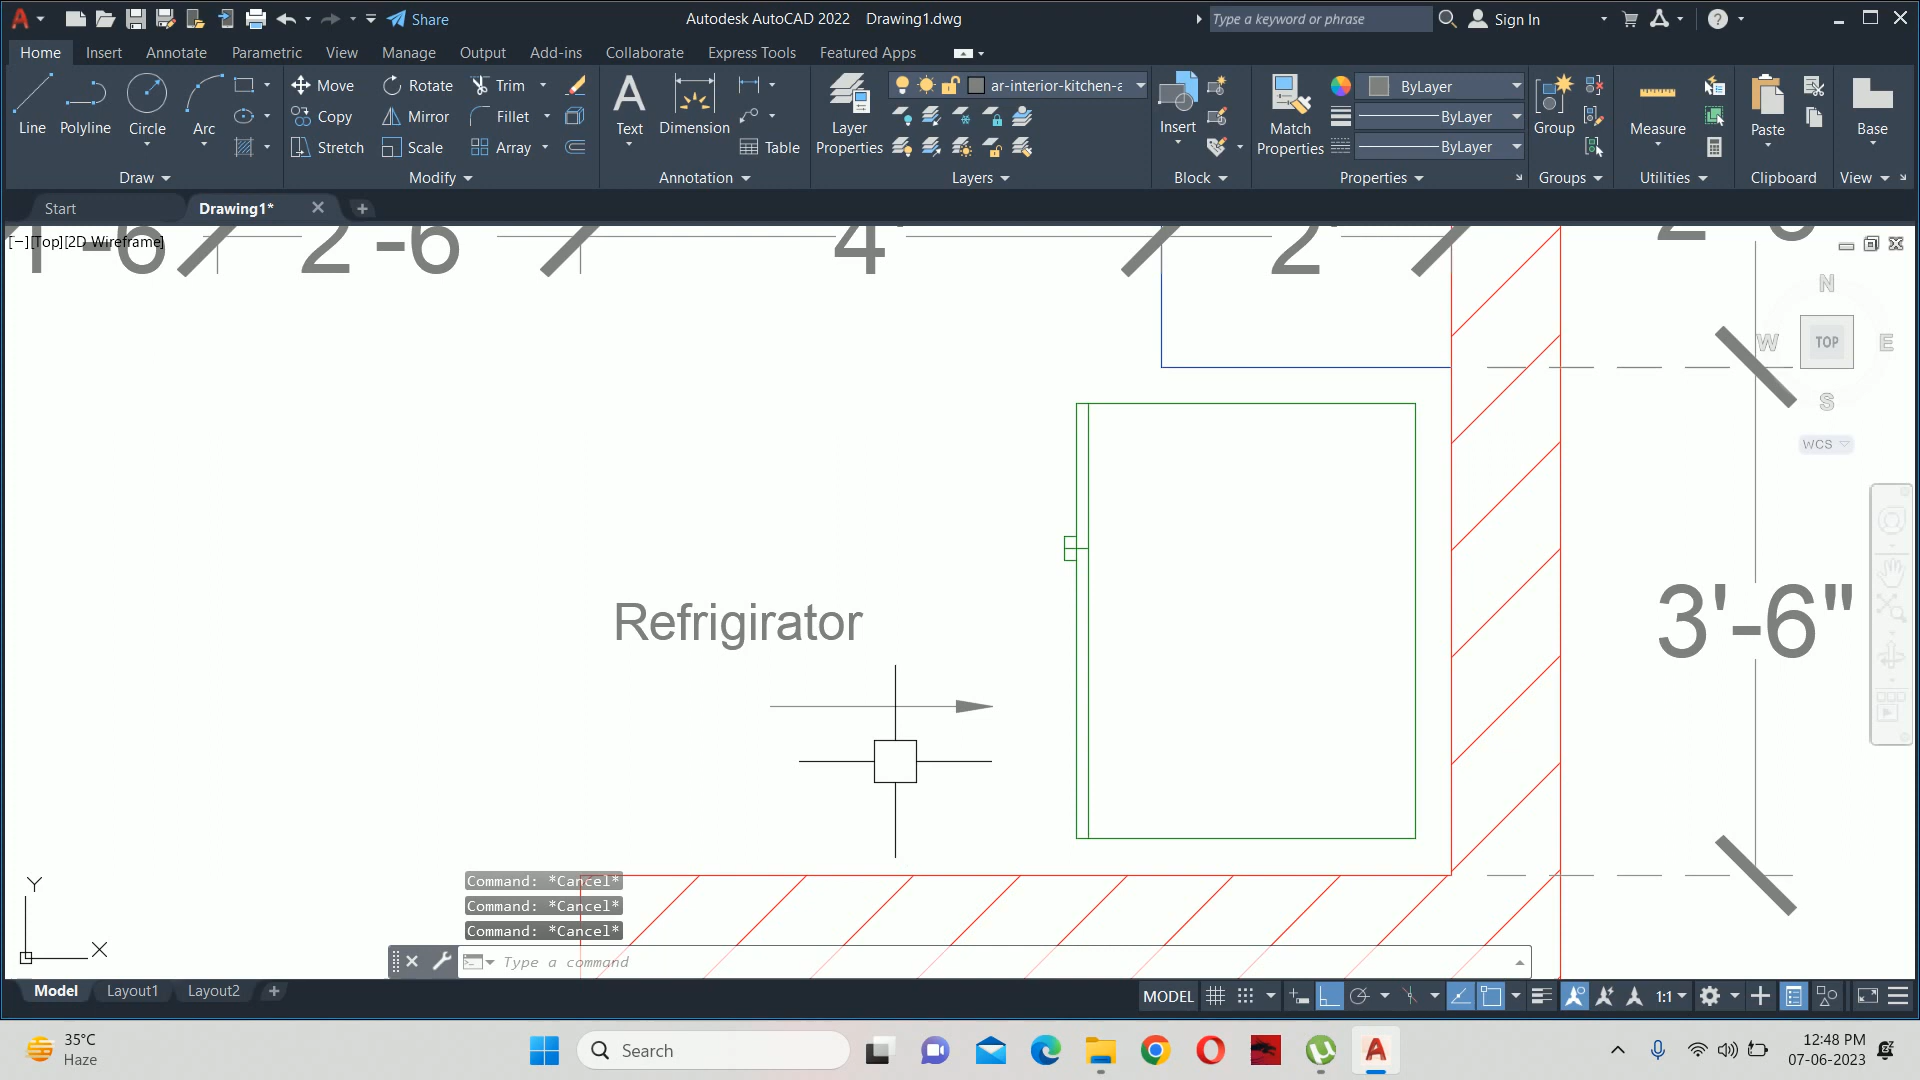 Share
Autodesk AutoCAD 2022 Drawing1.dwg
Type a keyword or phrase
Sign In
Home Insert Annotate Parametric View Manage Output Add-ins Collaborate Express Tools Featured Apps
Line Polyline Circle Arc
Move Rotate Trim
Copy Mirror Fillet
Stretch Scale Array
Text Dimension Table
Layer Properties
ar-interior-kitchen-a
Insert
Match Properties
ByLayer
ByLayer
ByLayer
Group
Measure
Paste
Base
Draw Modify Annotation Layers Block Properties Groups Utilities Clipboard View
Start Drawing1*
[−][Top][2D Wireframe]
2 -6
4'
2'
N
W TOP E
S
WCS
Refrigirator
3'-6"
Y
X
Command: *Cancel*
Command: *Cancel*
Command: *Cancel*
Type a command
Model Layout1 Layout2
MODEL 1:1
35°C
Haze
Search
12:48 PM
07-06-2023